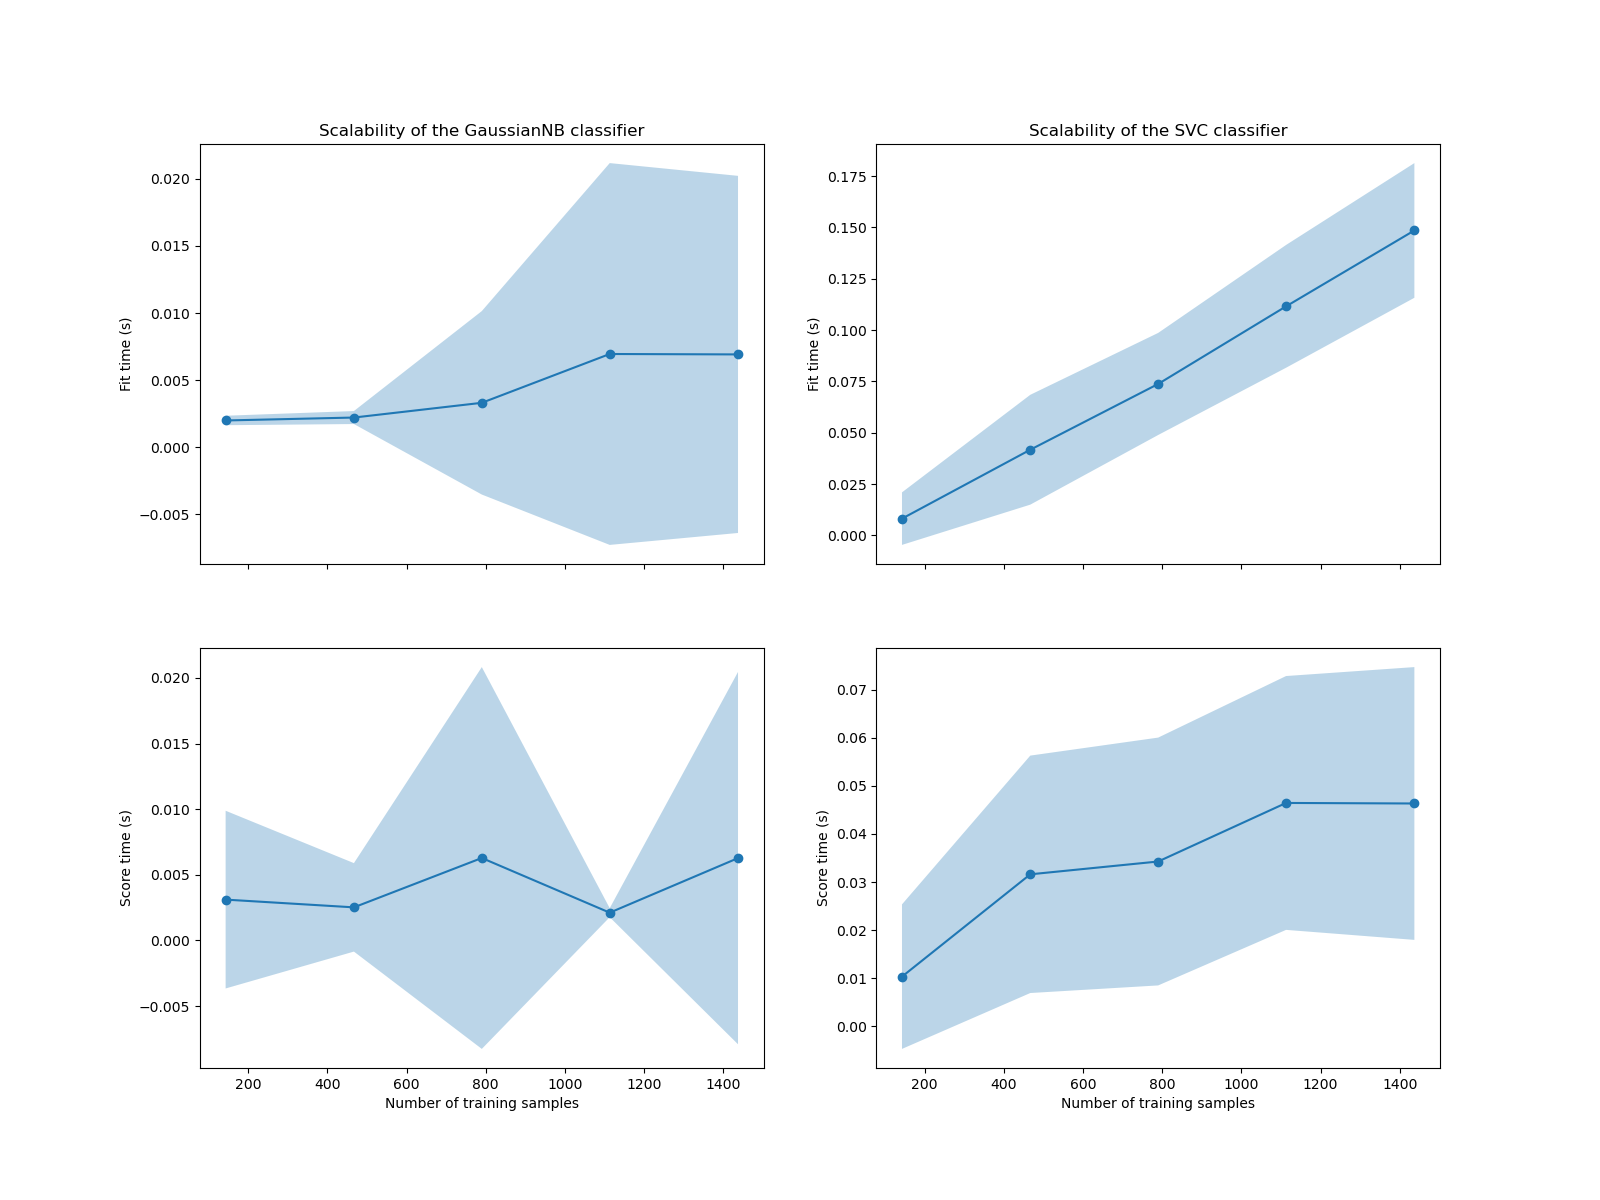 Scalability of the GaussianNB classifier
0.020
0.015
0.010
0.005
0.000
−0.005
Fit time (s)
Scalability of the SVC classifier
0.175
0.150
0.125
0.100
0.075
0.050
0.025
0.000
Fit time (s)
0.020
0.015
0.010
0.005
0.000
−0.005
Score time (s)
200 400 600 800 1000 1200 1400
Number of training samples
0.07
0.06
0.05
0.04
0.03
0.02
0.01
0.00
Score time (s)
200 400 600 800 1000 1200 1400
Number of training samples